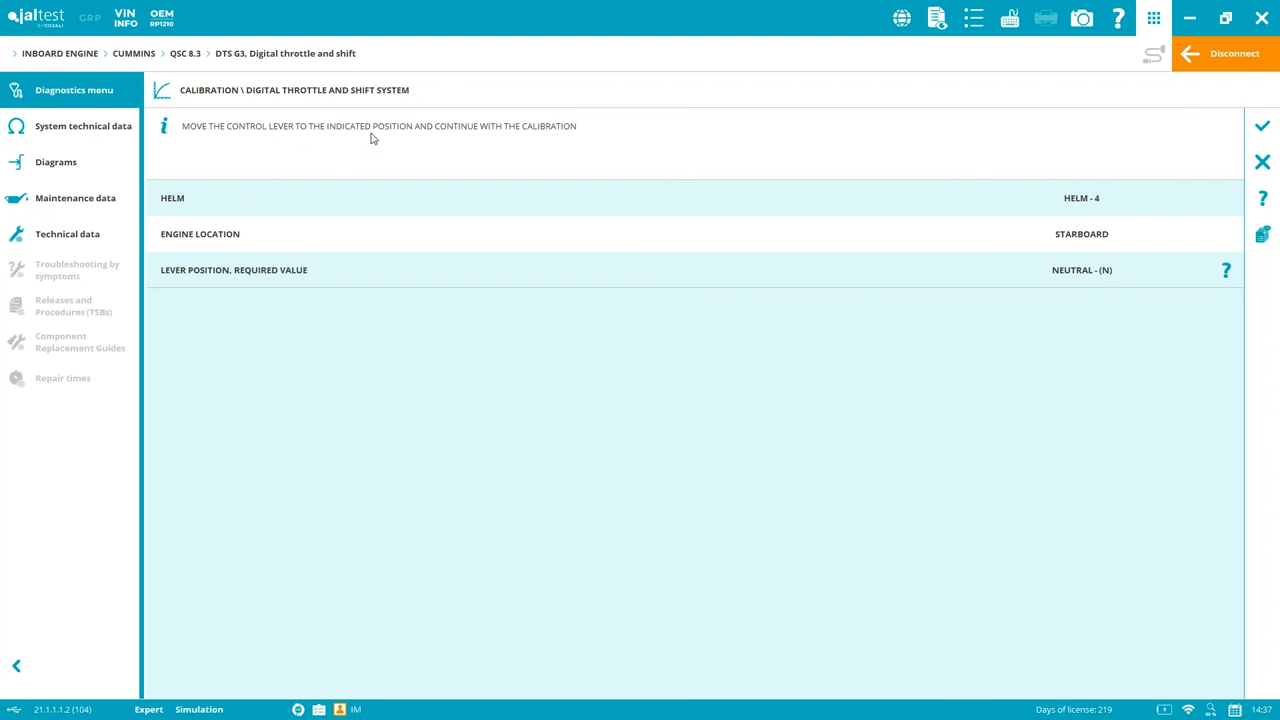 jaltest
BY COJALI
GRP
VIN
INFO
OEM
RP1210
INBOARD ENGINE > CUMMINS > QSC 8.3 > DTS G3, Digital throttle and shift
Disconnect
Diagnostics menu
System technical data
Diagrams
Maintenance data
Technical data
Troubleshooting by
symptoms
Releases and
Procedures (TSBs)
Component
Replacement Guides
Repair times
CALIBRATION \ DIGITAL THROTTLE AND SHIFT SYSTEM
MOVE THE CONTROL LEVER TO THE INDICATED POSITION AND CONTINUE WITH THE CALIBRATION
HELM HELM - 4
ENGINE LOCATION STARBOARD
LEVER POSITION, REQUIRED VALUE NEUTRAL - (N) ?
21.1.1.1.2 (104) Expert Simulation IM Days of license: 219 14:37